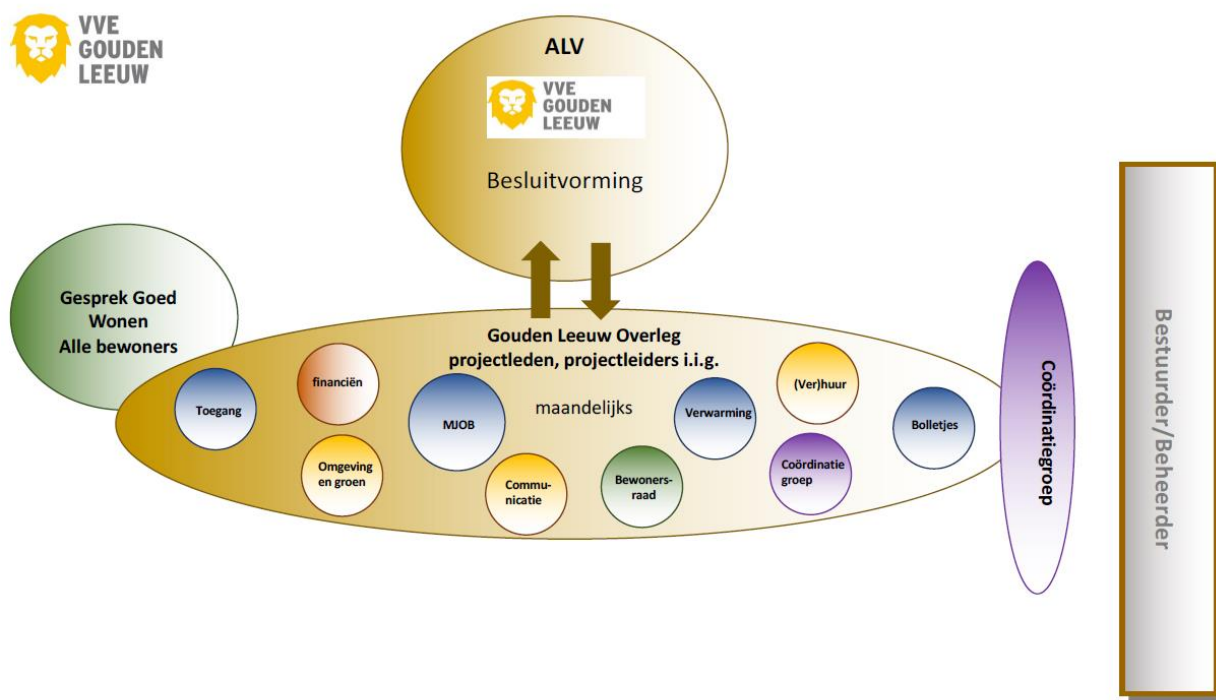 VVE
GOUDEN
LEEUW
ALV
VVE
GOUDEN
LEEUW
Besluitvorming
Gesprek Goed
Wonen
Alle bewoners
Gouden Leeuw Overleg
projectleden, projectleiders i.i.g.
maandelijks
Toegang
financiën
Omgeving
en groen
MJOB
Commu-
nicatie
Bewoners-
raad
Verwarming
(Ver)huur
Coördinatie
groep
Bolletjes
Coördinatiegroep
Bestuurder/Beheerder